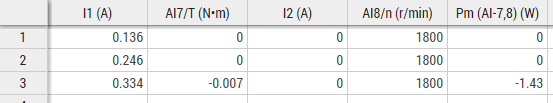 I1 (A) AI7/T (N•m) I2 (A) AI8/n (r/min) Pm (AI-7,8) (W)
1 0.136 0 0 1800 0
2 0.246 0 0 1800 0
3 0.334 -0.007 0 1800 -1.43